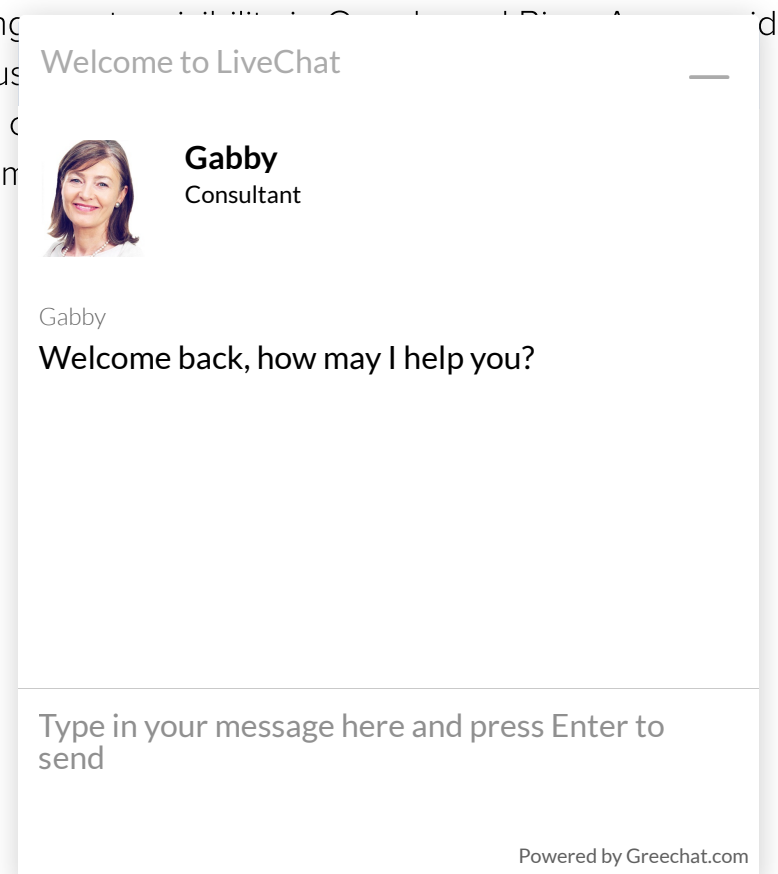 Welcome to LiveChat
Gabby
Consultant
Gabby
Welcome back, how may I help you?
Type in your message here and press Enter to
send
Powered by Greechat.com